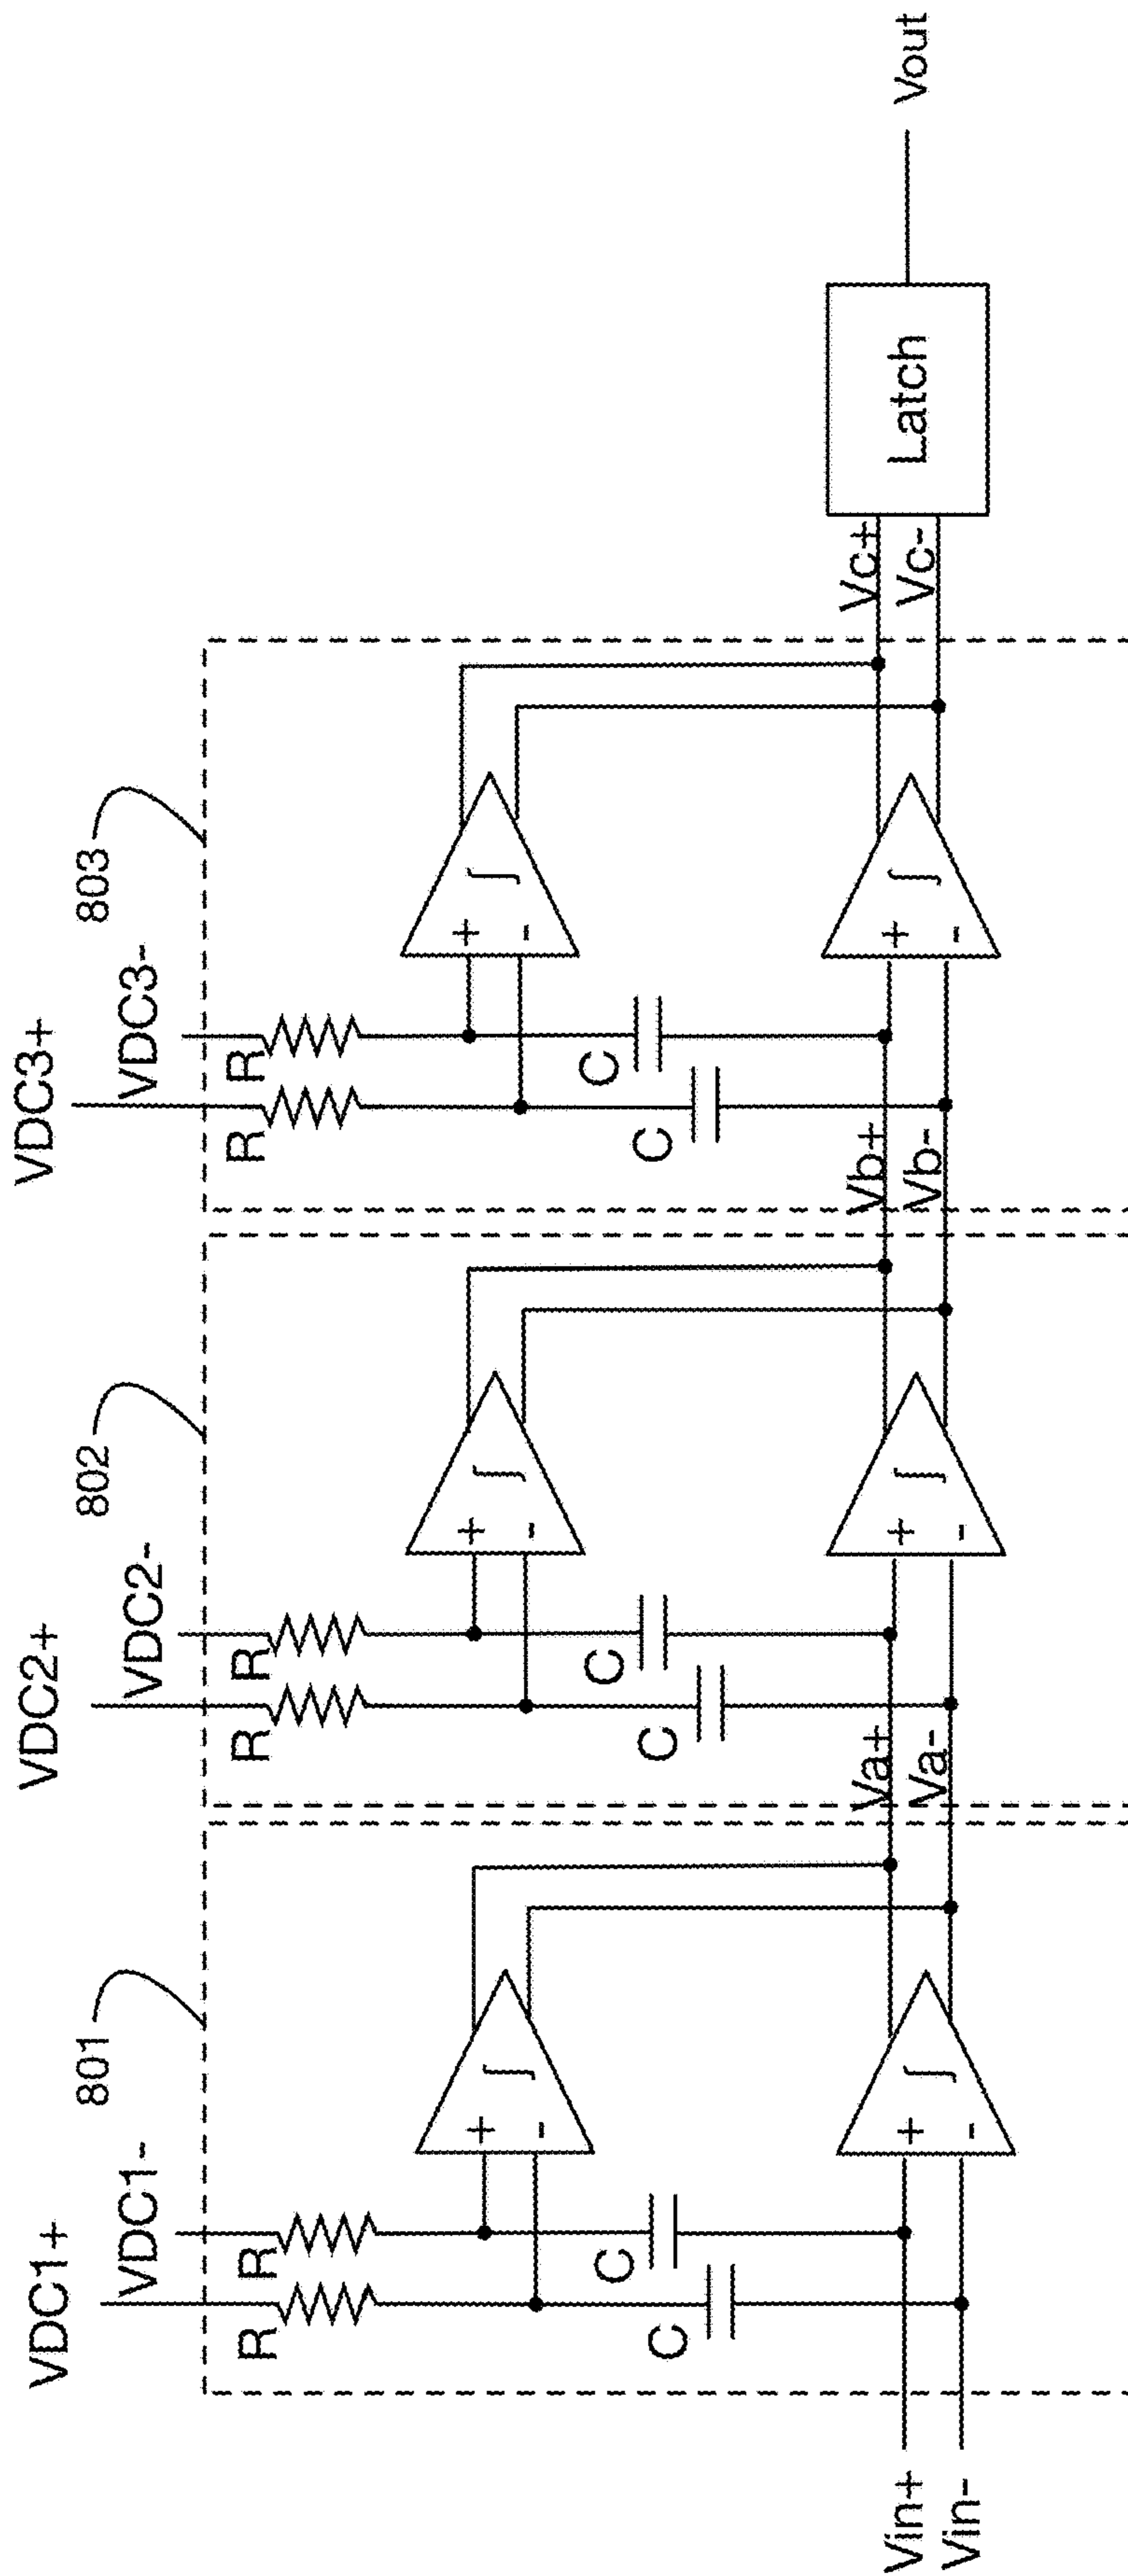 VDC1+
VDC1-
801
R
R
C
C
+
-
∫
+
-
∫
Vin+
Vin-
VDC2+
VDC2-
802
R
R
C
C
+
-
∫
+
-
∫
Va+
Va-
VDC3+
VDC3-
803
R
R
C
C
+
-
∫
+
-
∫
Vb+
Vb-
Vc+
Vc-
Latch
Vout